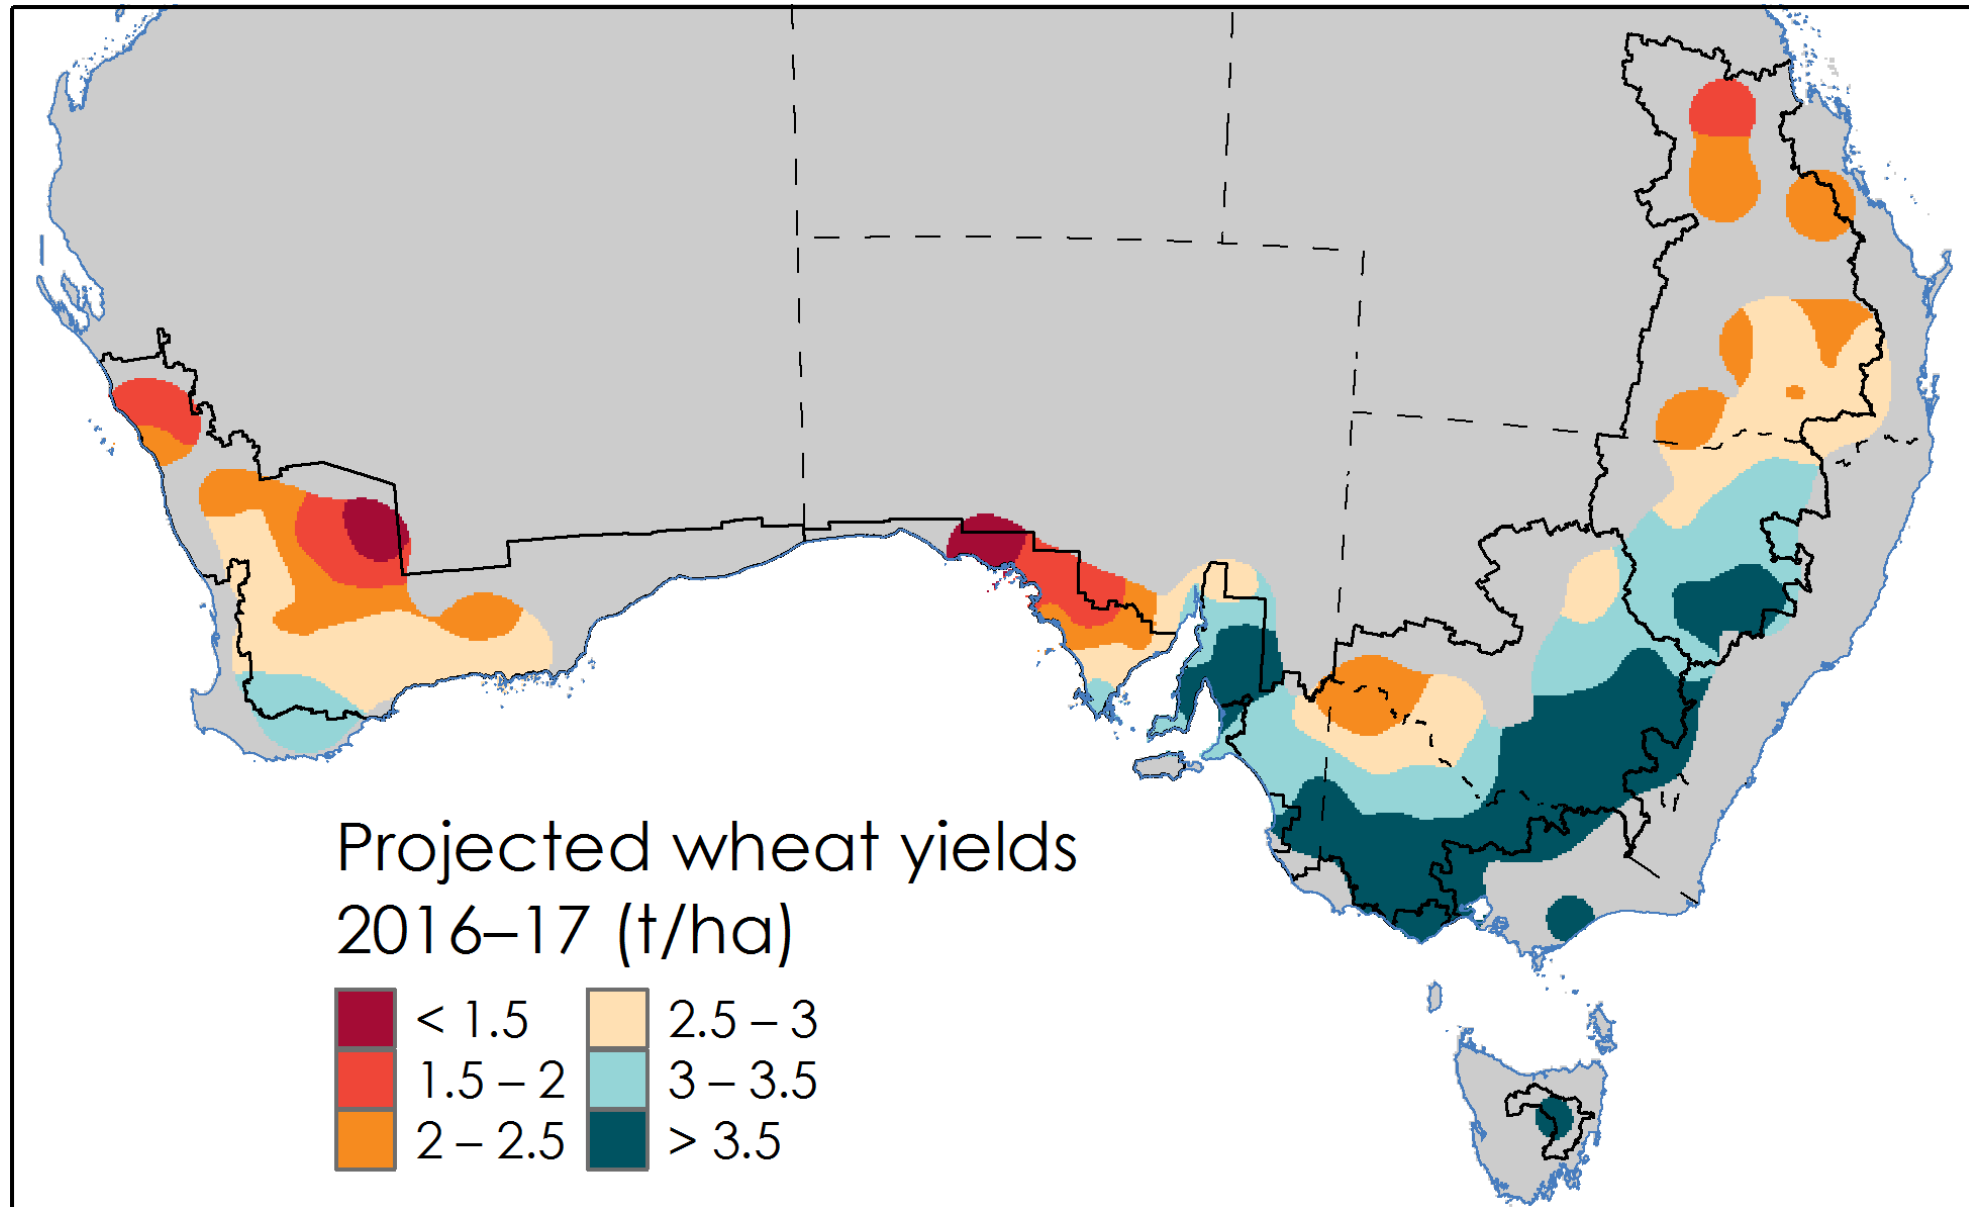 Projected wheat yields
2016–17 (t/ha)
< 1.5
1.5 – 2
2 – 2.5
2.5 – 3
3 – 3.5
> 3.5